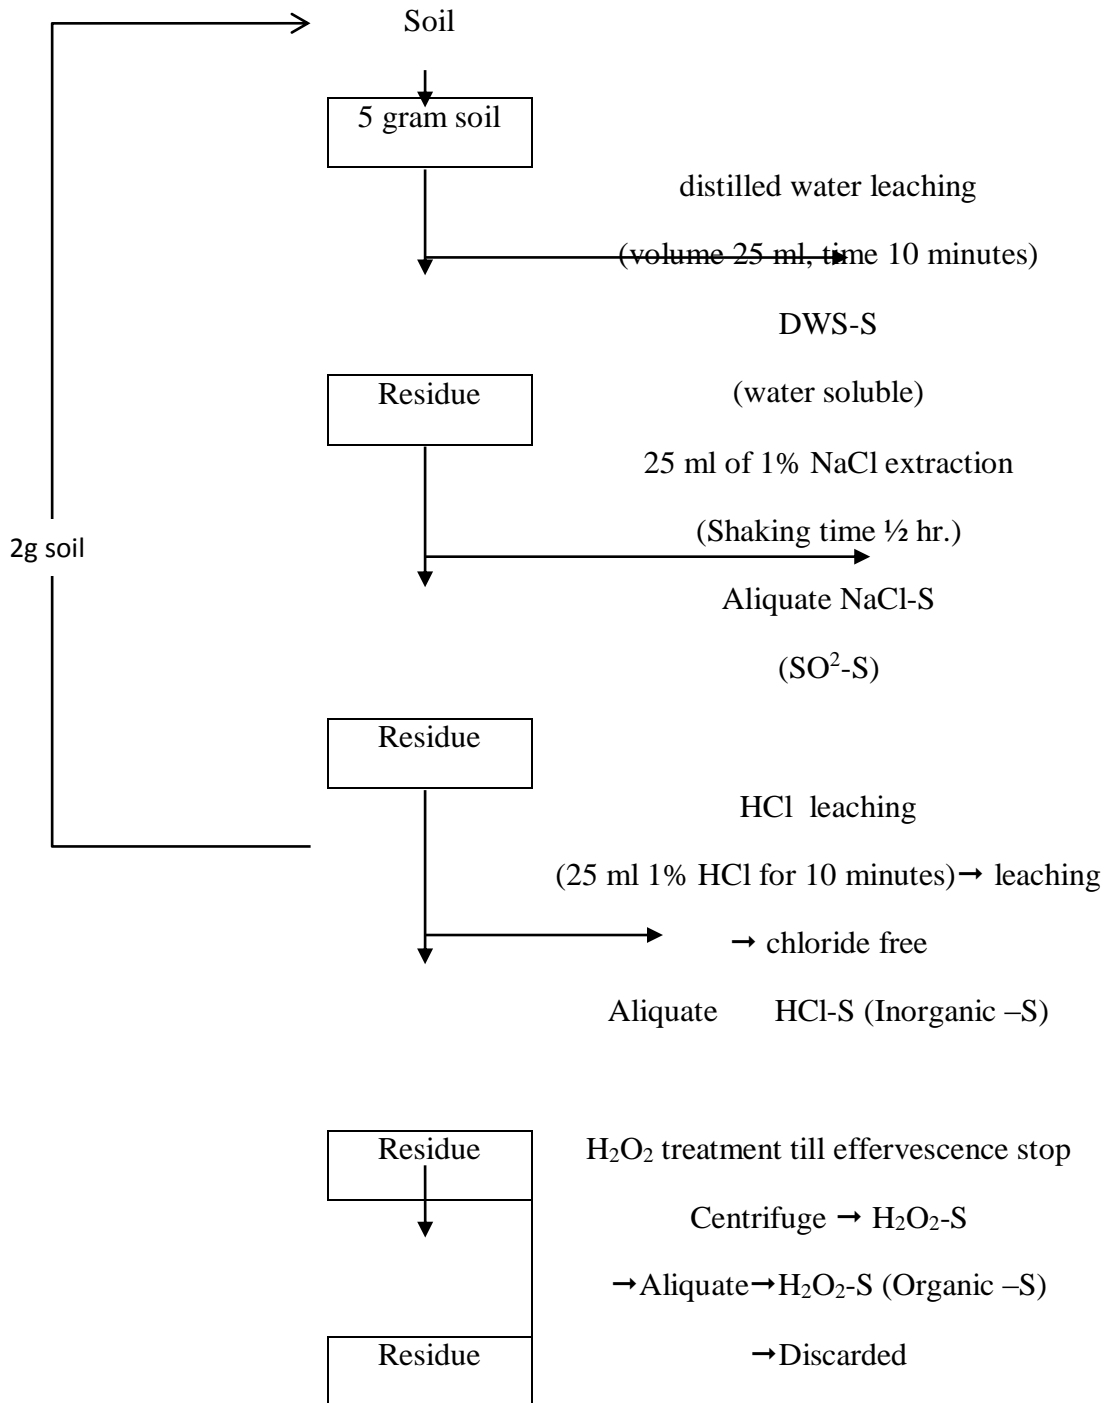 Soil
5 gram soil
distilled water leaching
(volume 25 ml, time 10 minutes)
DWS-S
Residue
(water soluble)
25 ml of 1% NaCl extraction
(Shaking time ½ hr.)
2g soil
Aliquate NaCl-S
(SO²-S)
Residue
HCl leaching
(25 ml 1% HCl for 10 minutes)→ leaching
→ chloride free
Aliquate HCl-S (Inorganic –S)
Residue
H₂O₂ treatment till effervescence stop
Centrifuge → H₂O₂-S
→Aliquate→H₂O₂-S (Organic –S)
Residue
→Discarded